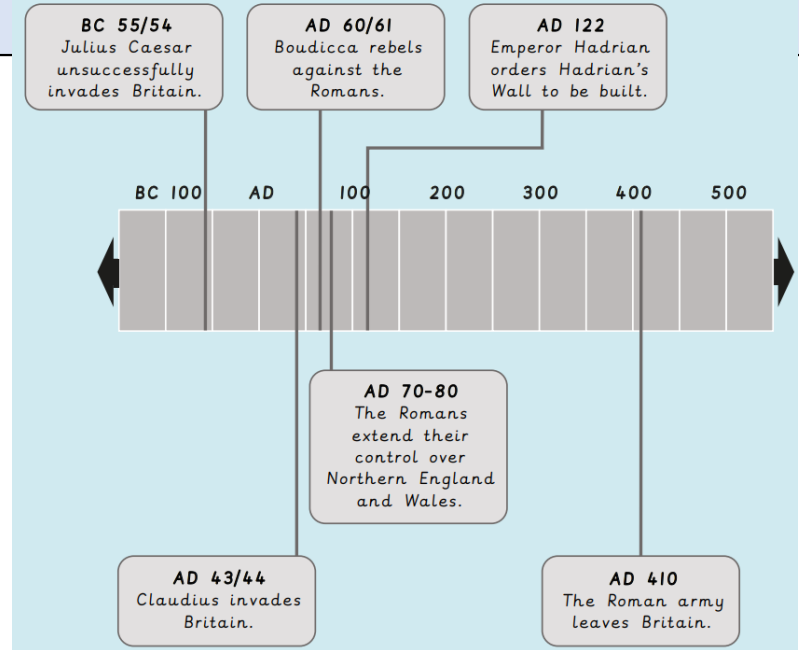 BC 55/54
Julius Caesar
unsuccessfully
invades Britain.
AD 60/61
Boudicca rebels
against the
Romans.
AD 122
Emperor Hadrian
orders Hadrian's
Wall to be built.
BC 100 AD 100 200 300 400 500
AD 70-80
The Romans
extend their
control over
Northern England
and Wales.
AD 43/44
Claudius invades
Britain.
AD 410
The Roman army
leaves Britain.